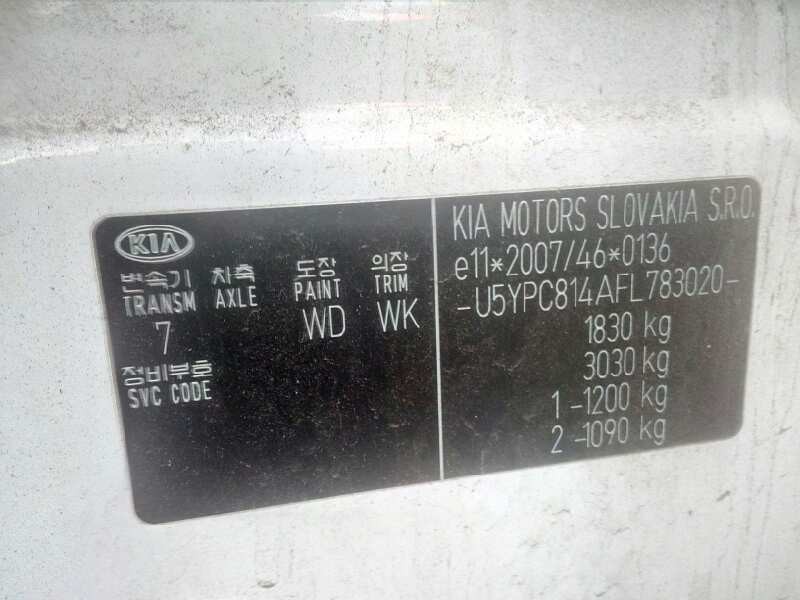 KIA
변속기 차축 도장 의장
TRANSM AXLE PAINT TRIM
7 WD WK
정비부호
SVC CODE
KIA MOTORS SLOVAKIA S.R.O.
e11*2007/46*0136
-U5YPC814AFL783020-
1830 kg
3030 kg
1 -1200 kg
2 -1090 kg